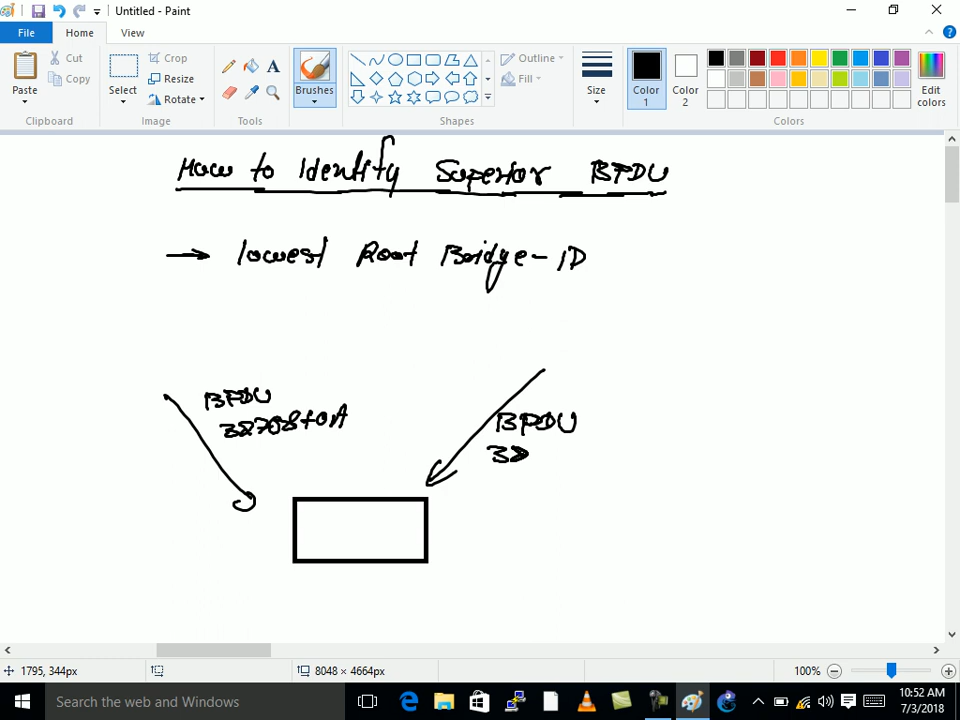 Untitled - Paint
File
Home
View
Paste
Cut
Copy
Clipboard
Select
Crop
Resize
Rotate
Image
Tools
Brushes
Shapes
Outline
Fill
Size
Color 1
Color 2
Edit colors
Colors
How to Identify Superior BPDU
→ lowest Root Bridge-ID
BPDU
BPDU
1795, 344px
8048 × 4664px
100%
Search the web and Windows
10:52 AM
7/3/2018